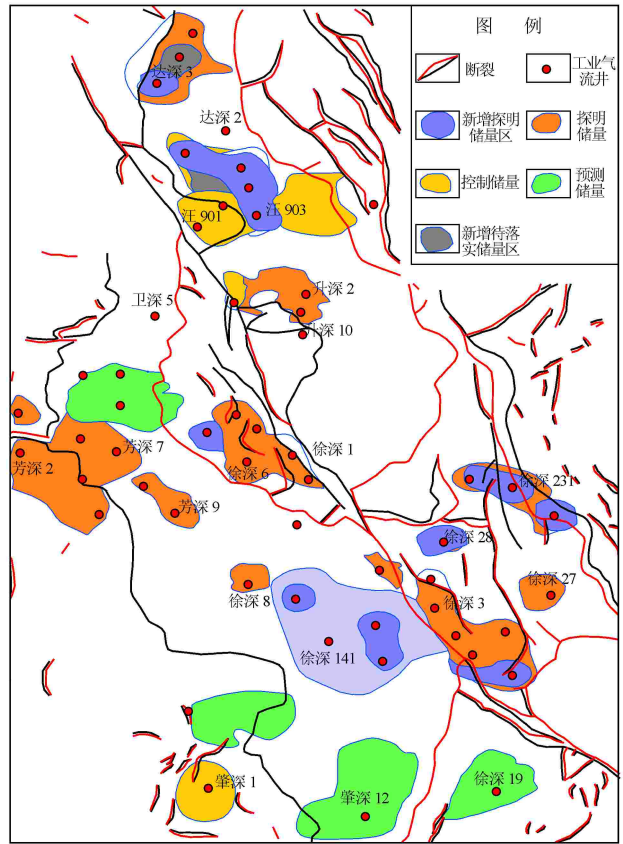 图 例
断裂
工业气
流井
新增探明
储量区
探明
储量
控制储量
预测
储量
新增待落
实储量区
达深 3
达深 2
汪 901
汪 903
升深 2
卫深 5
升深 10
芳深 7
徐深 1
芳深 2
徐深 6
徐深 231
芳深 9
徐深 28
徐深 27
徐深 8
徐深 3
徐深 141
肇深 1
徐深 19
肇深 12